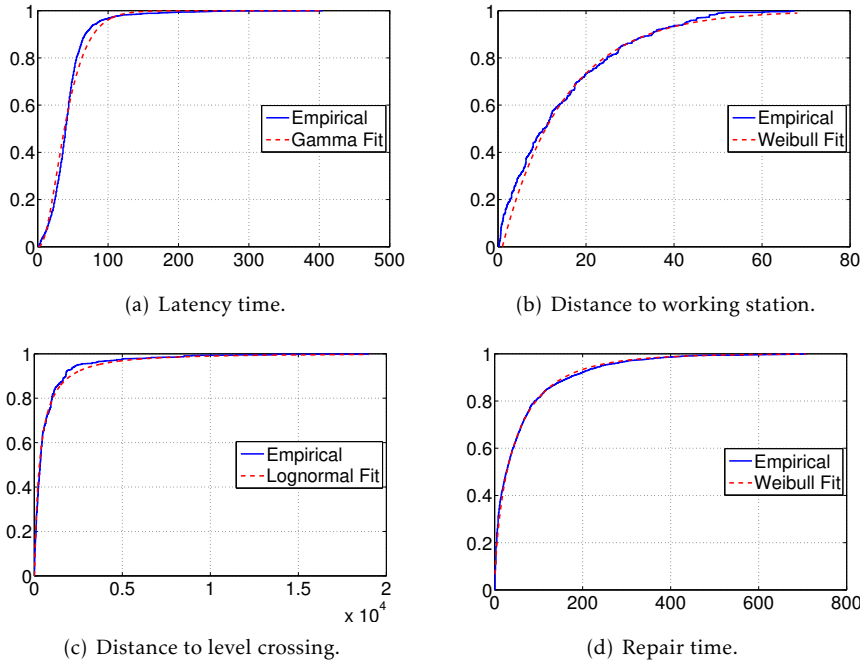 1
0.8
0.6
0.4
0.2
0
0 100 200 300 400 500
Empirical
Gamma Fit
(a) Latency time.
1
0.8
0.6
0.4
0.2
0
0 20 40 60 80
Empirical
Weibull Fit
(b) Distance to working station.
1
0.8
0.6
0.4
0.2
0
0 0.5 1 1.5 2
x 10^4
Empirical
Lognormal Fit
(c) Distance to level crossing.
1
0.8
0.6
0.4
0.2
0
0 200 400 600 800
Empirical
Weibull Fit
(d) Repair time.